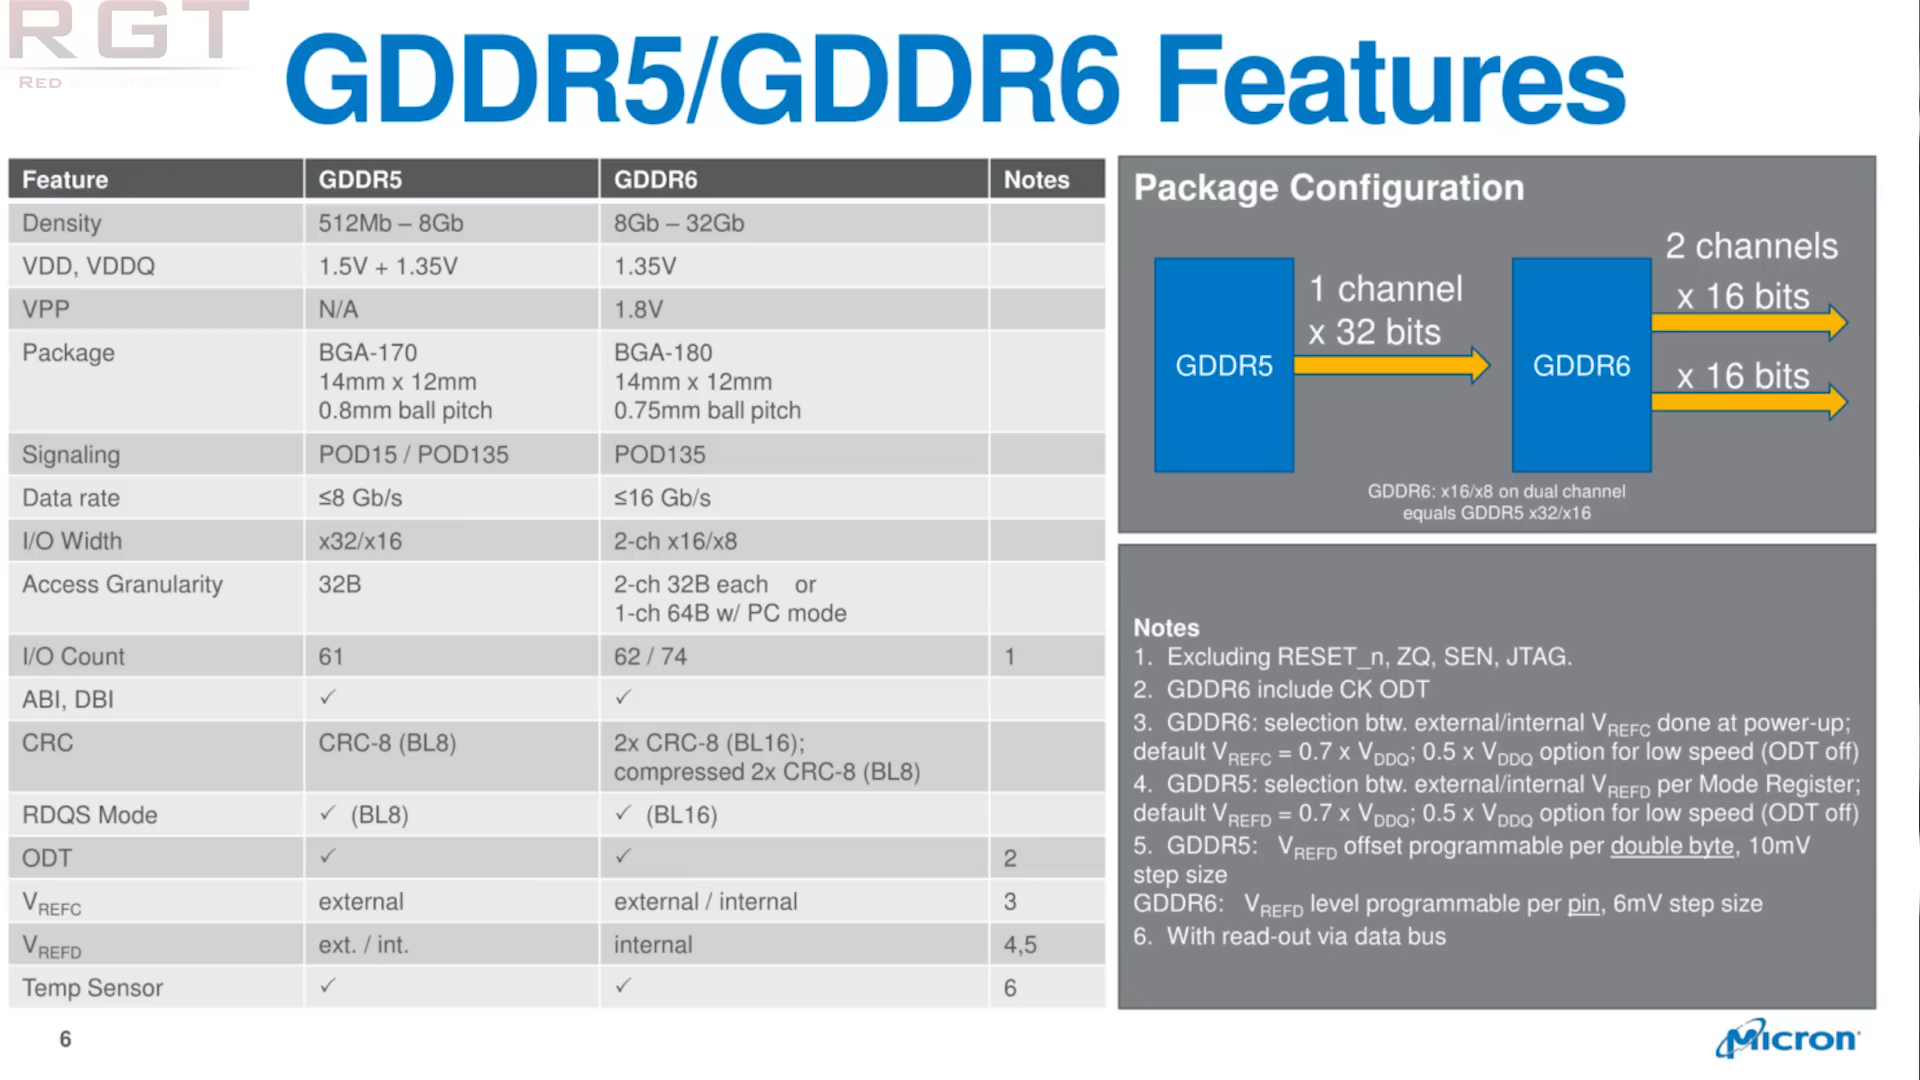 RGT
RED
GDDR5/GDDR6 Features
Feature GDDR5 GDDR6 Notes
Density 512Mb – 8Gb 8Gb – 32Gb
VDD, VDDQ 1.5V + 1.35V 1.35V
VPP N/A 1.8V
Package BGA-170 BGA-180
14mm x 12mm 14mm x 12mm
0.8mm ball pitch 0.75mm ball pitch
Signaling POD15 / POD135 POD135
Data rate ≤8 Gb/s ≤16 Gb/s
I/O Width x32/x16 2-ch x16/x8
Access Granularity 32B 2-ch 32B each or
1-ch 64B w/ PC mode
I/O Count 61 62 / 74 1
ABI, DBI ✓ ✓
CRC CRC-8 (BL8) 2x CRC-8 (BL16);
compressed 2x CRC-8 (BL8)
RDQS Mode ✓ (BL8) ✓ (BL16)
ODT ✓ ✓ 2
VREFC external external / internal 3
VREFD ext. / int. internal 4,5
Temp Sensor ✓ ✓ 6
Package Configuration
GDDR5
1 channel
x 32 bits
GDDR6
2 channels
x 16 bits
x 16 bits
GDDR6: x16/x8 on dual channel
equals GDDR5 x32/x16
Notes
1. Excluding RESET_n, ZQ, SEN, JTAG.
2. GDDR6 include CK ODT
3. GDDR6: selection btw. external/internal VREFC done at power-up;
default VREFC = 0.7 x VDDQ; 0.5 x VDDQ option for low speed (ODT off)
4. GDDR5: selection btw. external/internal VREFD per Mode Register;
default VREFD = 0.7 x VDDQ; 0.5 x VDDQ option for low speed (ODT off)
5. GDDR5: VREFD offset programmable per double byte, 10mV
step size
GDDR6: VREFD level programmable per pin, 6mV step size
6. With read-out via data bus
6
Micron